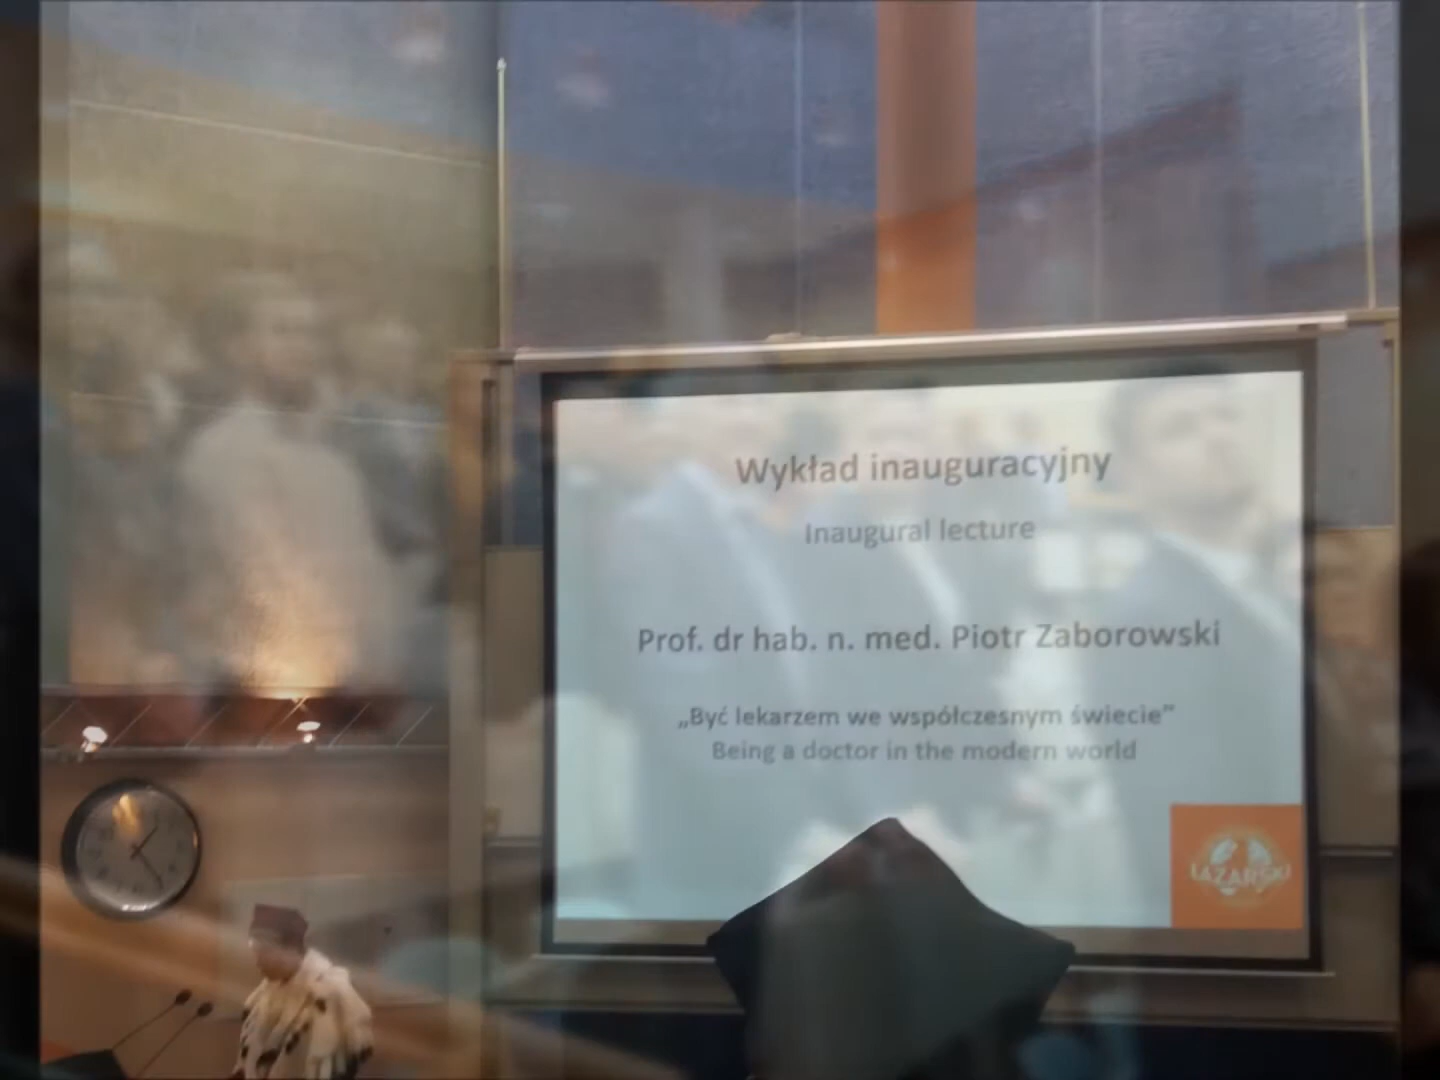 Wykład inauguracyjny
Inaugural lecture
Prof. dr hab. n. med. Piotr Zaborowski
„Być lekarzem we współczesnym świecie”
Being a doctor in the modern world
ŁAZARSKI